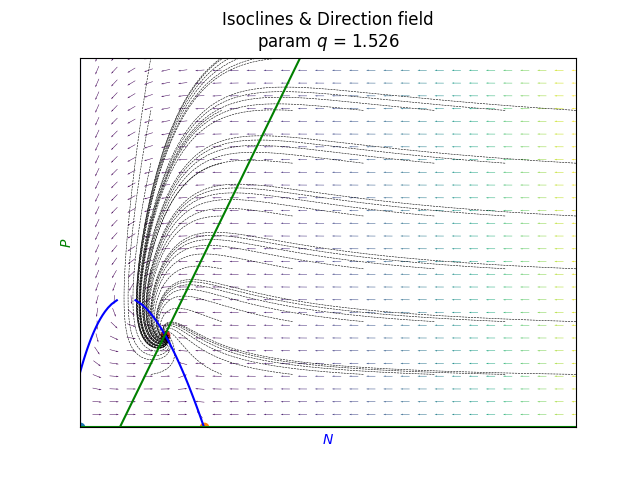 Isoclines & Direction field
param q = 1.526
P
N